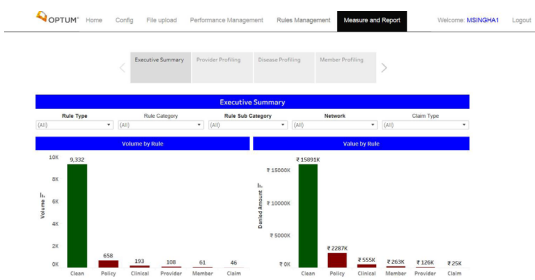 OPTUM™ Home Config File upload Performance Management Rules Management Measure and Report Welcome: MSINGHA1 Logout
Executive Summary Provider Profiling Disease Profiling Member Profiling
Executive Summary
Rule Type Rule Category Rule Sub Category Network Claim Type
(All) (All) (All) (All) (All)
Volume by Rule Value by Rule
10K 9,332 ₹ 15891K
8K ₹ 15000K
6K ₹ 10000K
Volume Denied Amount
4K ₹ 5000K
2K 658 193 108 61 46 ₹ 2287K ₹ 555K ₹ 263K ₹ 126K ₹ 25K
0K ₹ 0K
Clean Policy Clinical Provider Member Claim Clean Policy Clinical Member Provider Claim